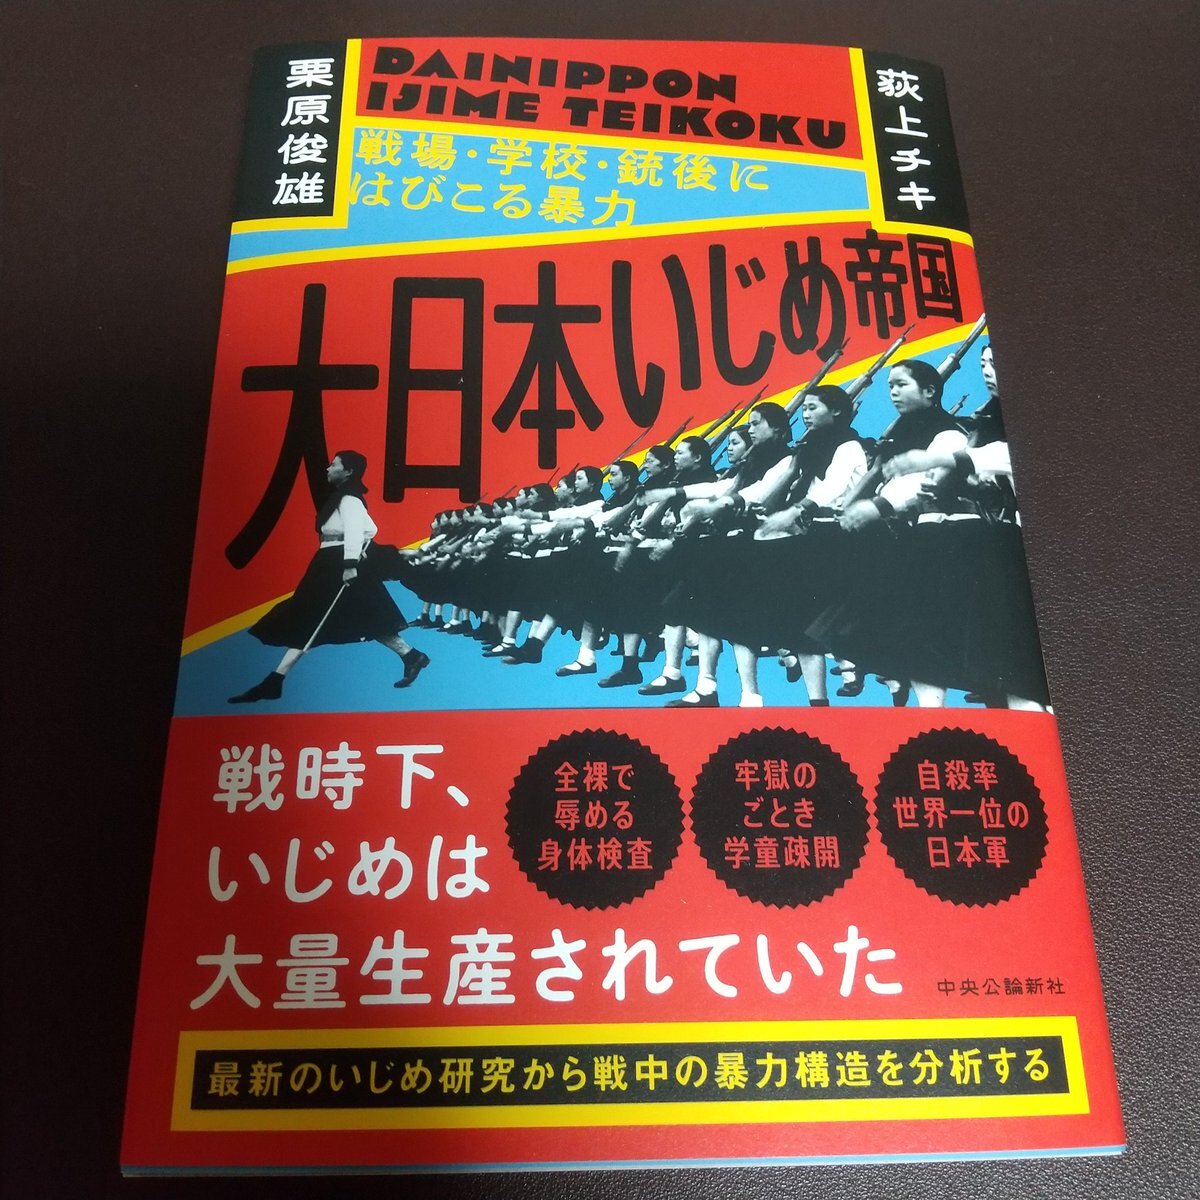 栗原俊雄
DAINIPPON
IJIME TEIKOKU
荻上チキ
戦場・学校・銃後に
はびこる暴力
大日本いじめ帝国
戦時下、
いじめは
大量生産されていた
全裸で
辱める
身体検査
牢獄の
ごとき
学童疎開
自殺率
世界一位の
日本軍
中央公論新社
最新のいじめ研究から戦中の暴力構造を分析する